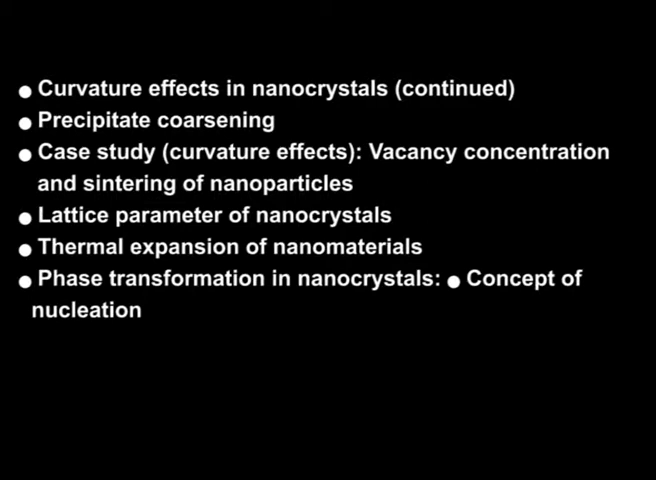 ● Curvature effects in nanocrystals (continued)
● Precipitate coarsening
● Case study (curvature effects): Vacancy concentration
and sintering of nanoparticles
● Lattice parameter of nanocrystals
● Thermal expansion of nanomaterials
● Phase transformation in nanocrystals: ● Concept of
nucleation